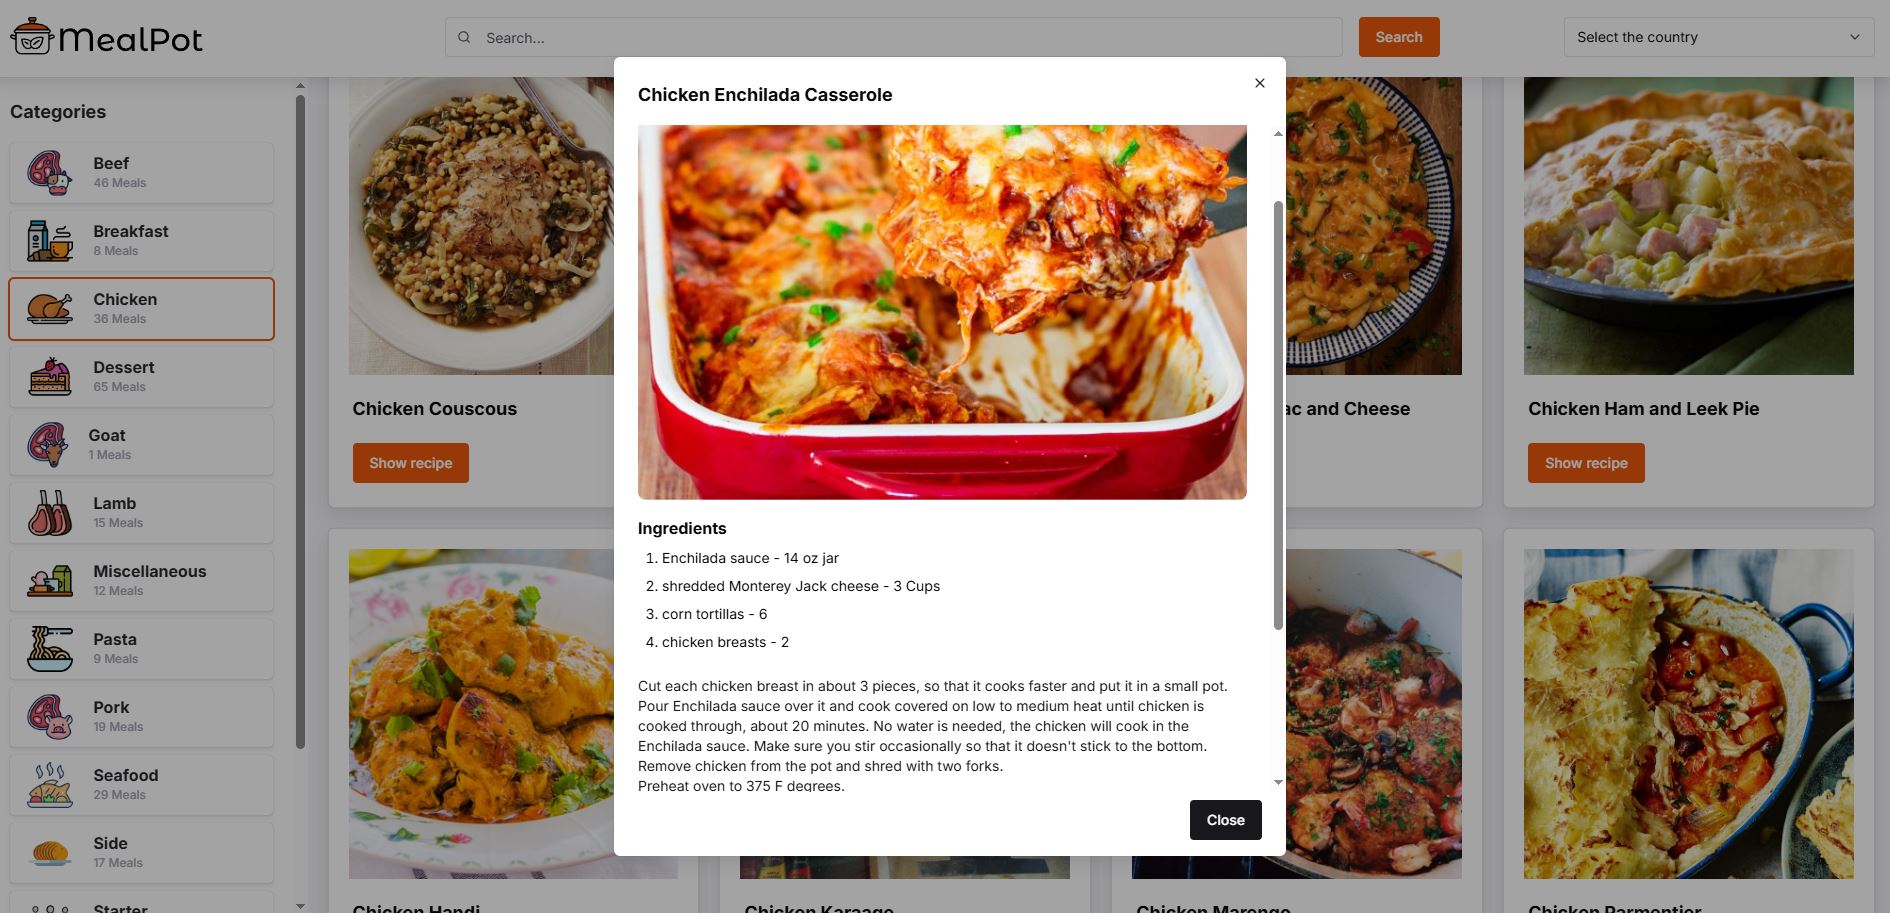 MealPot
Search...
Search
Select the country
Categories
Beef
46 Meals
Breakfast
8 Meals
Chicken
36 Meals
Dessert
65 Meals
Goat
1 Meals
Lamb
15 Meals
Miscellaneous
12 Meals
Pasta
9 Meals
Pork
19 Meals
Seafood
29 Meals
Side
17 Meals
Starter
Chicken Couscous
Show recipe
Chicken Enchilada Casserole
Ingredients
1. Enchilada sauce - 14 oz jar
2. shredded Monterey Jack cheese - 3 Cups
3. corn tortillas - 6
4. chicken breasts - 2
Cut each chicken breast in about 3 pieces, so that it cooks faster and put it in a small pot.
Pour Enchilada sauce over it and cook covered on low to medium heat until chicken is
cooked through, about 20 minutes. No water is needed, the chicken will cook in the
Enchilada sauce. Make sure you stir occasionally so that it doesn't stick to the bottom.
Remove chicken from the pot and shred with two forks.
Preheat oven to 375 F degrees.
Close
ac and Cheese
Chicken Ham and Leek Pie
Show recipe
Chicken Handi
Chicken Karaage
Chicken Marengo
Chicken Parmentier